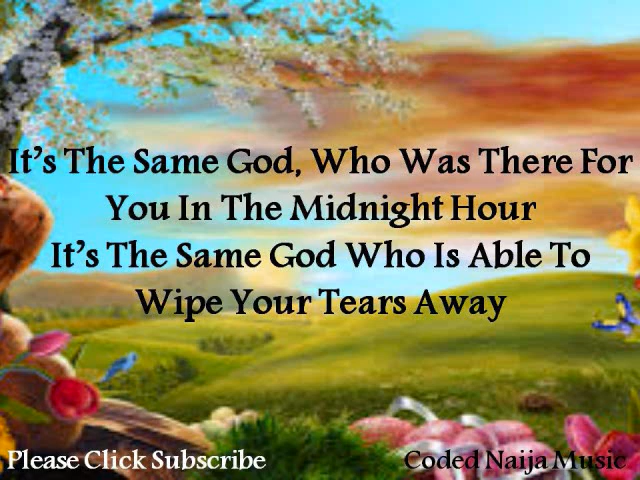 It's The Same God, Who Was There For
You In The Midnight Hour
It's The Same God Who Is Able To
Wipe Your Tears Away
Please Click Subscribe
Coded Naija Music